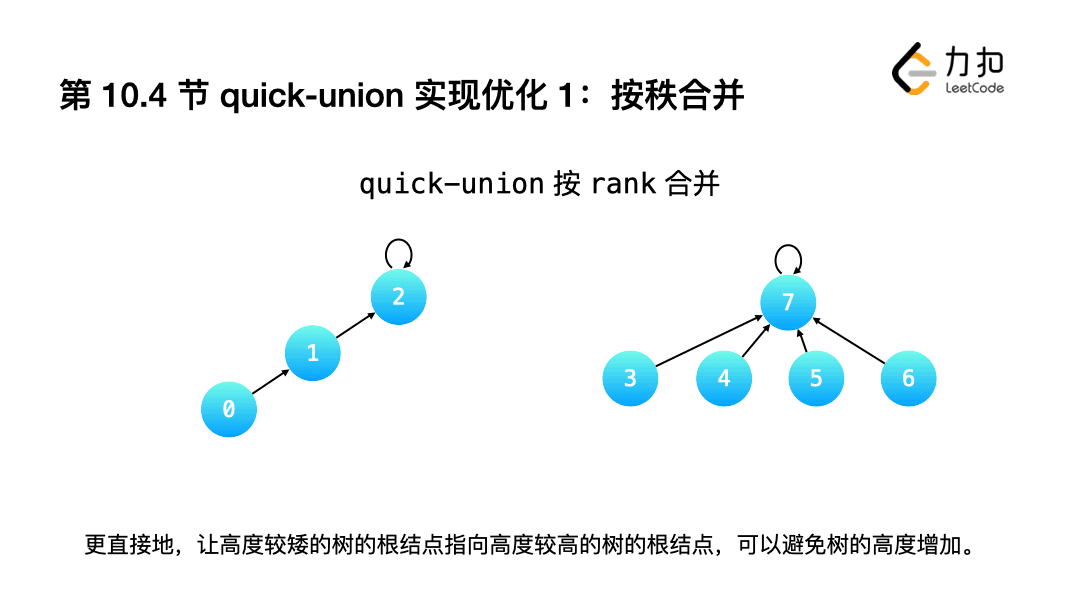 第 10.4 节 quick-union 实现优化 1：按秩合并
力扣
LeetCode
quick-union 按 rank 合并
2
7
1
3
4
5
6
0
更直接地，让高度较矮的树的根结点指向高度较高的树的根结点，可以避免树的高度增加。